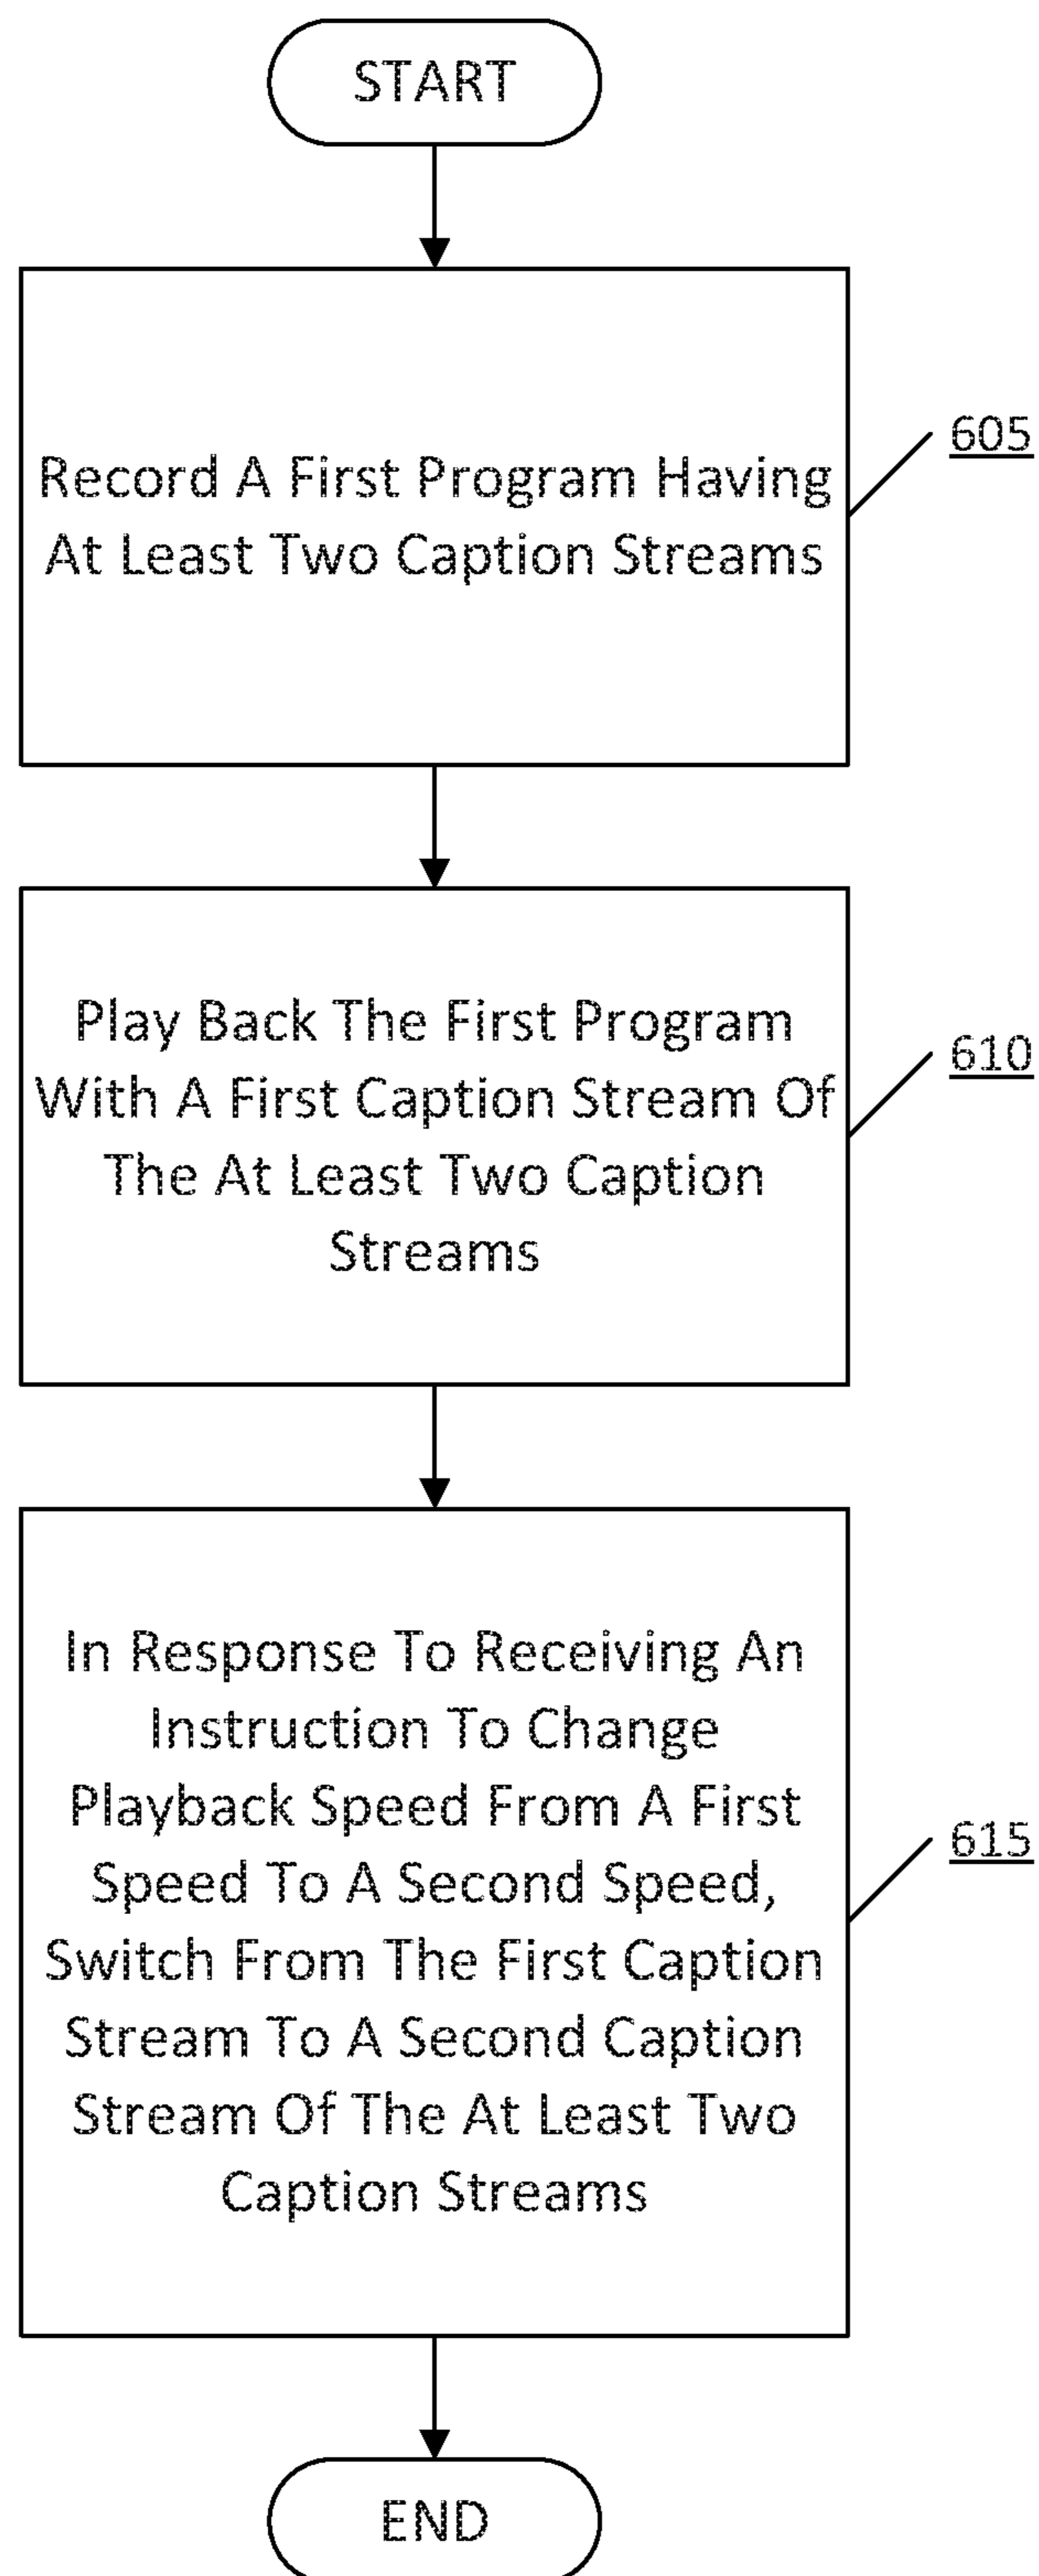 START
Record A First Program Having
At Least Two Caption Streams
605
Play Back The First Program
With A First Caption Stream Of
The At Least Two Caption
Streams
610
In Response To Receiving An
Instruction To Change
Playback Speed From A First
Speed To A Second Speed,
Switch From The First Caption
Stream To A Second Caption
Stream Of The At Least Two
Caption Streams
615
END